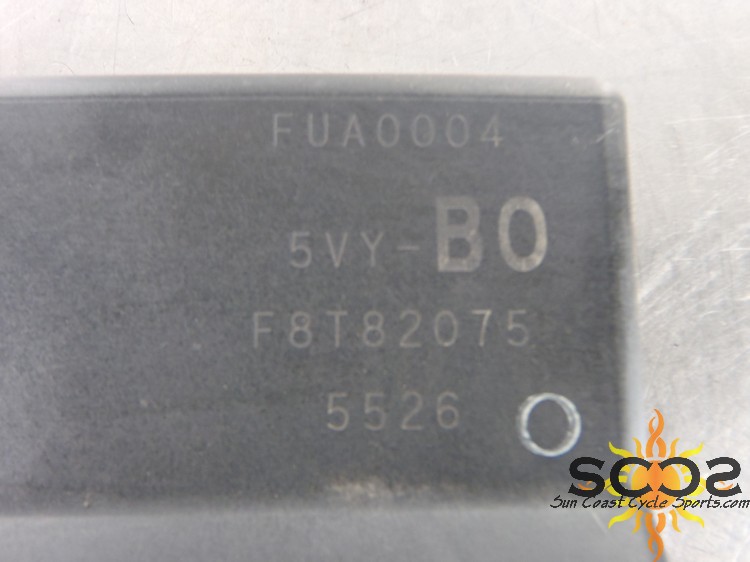 FUA0004
5VY-B0
F8T82075
5526
SCCS
Sun Coast Cycle Sports.com